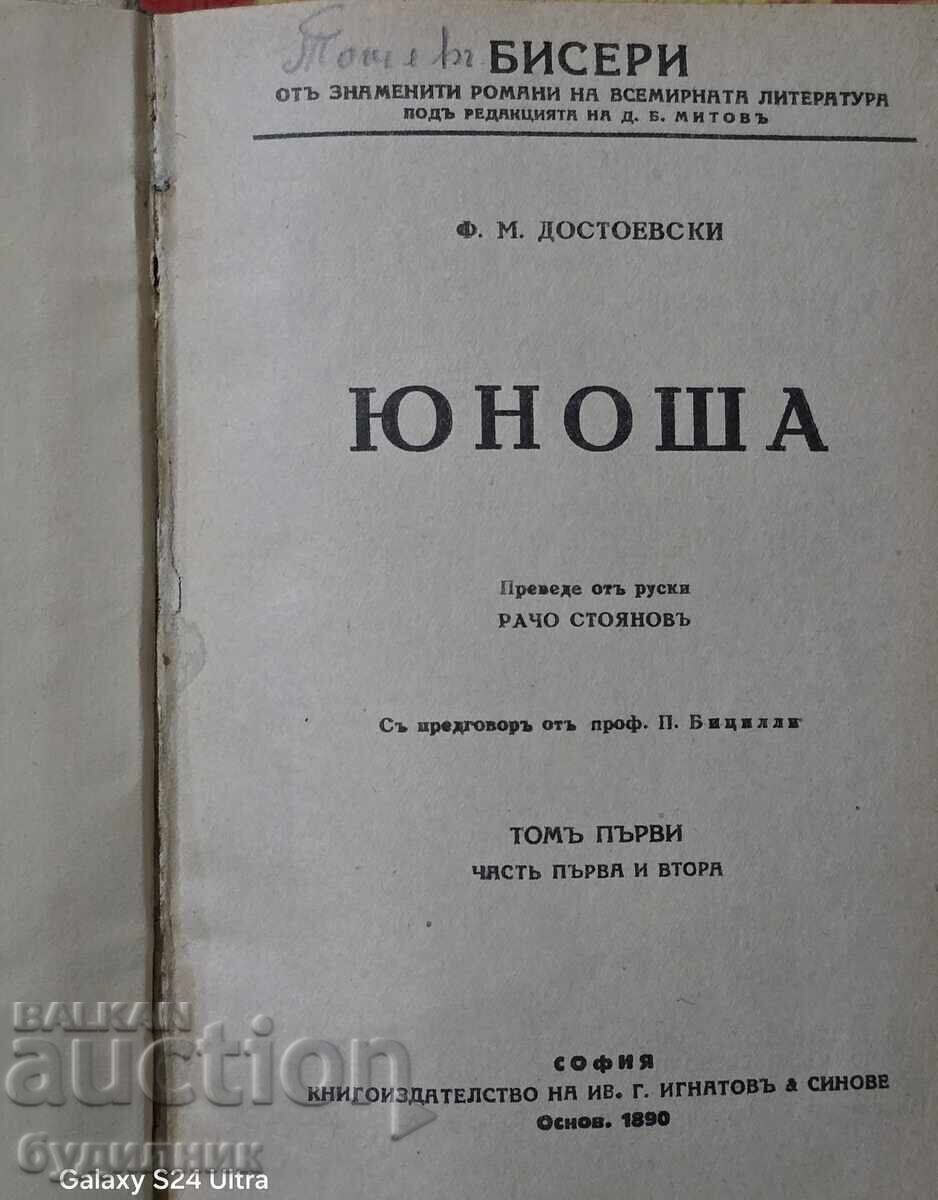 БИСЕРИ
ОТЪ ЗНАМЕНИТИ РОМАНИ НА ВСЕМИРНАТА ЛИТЕРАТУРА
ПОДЪ РЕДАКЦИЯТА НА Д. Б. МИТОВЪ
Ф. М. ДОСТОЕВСКИ
ЮНОША
Преведе отъ руски
РАЧО СТОЯНОВЪ
Съ предговоръ отъ проф. П. Бицилли
ТОМЪ ПЪРВИ
ЧАСТЬ ПЪРВА И ВТОРА
СОФИЯ
КНИГОИЗДАТЕЛСТВО НА ИВ. Г. ИГНАТОВЪ & СИНОВЕ
Основ. 1890
BALKAN
auction
будилник
Galaxy S24 Ultra